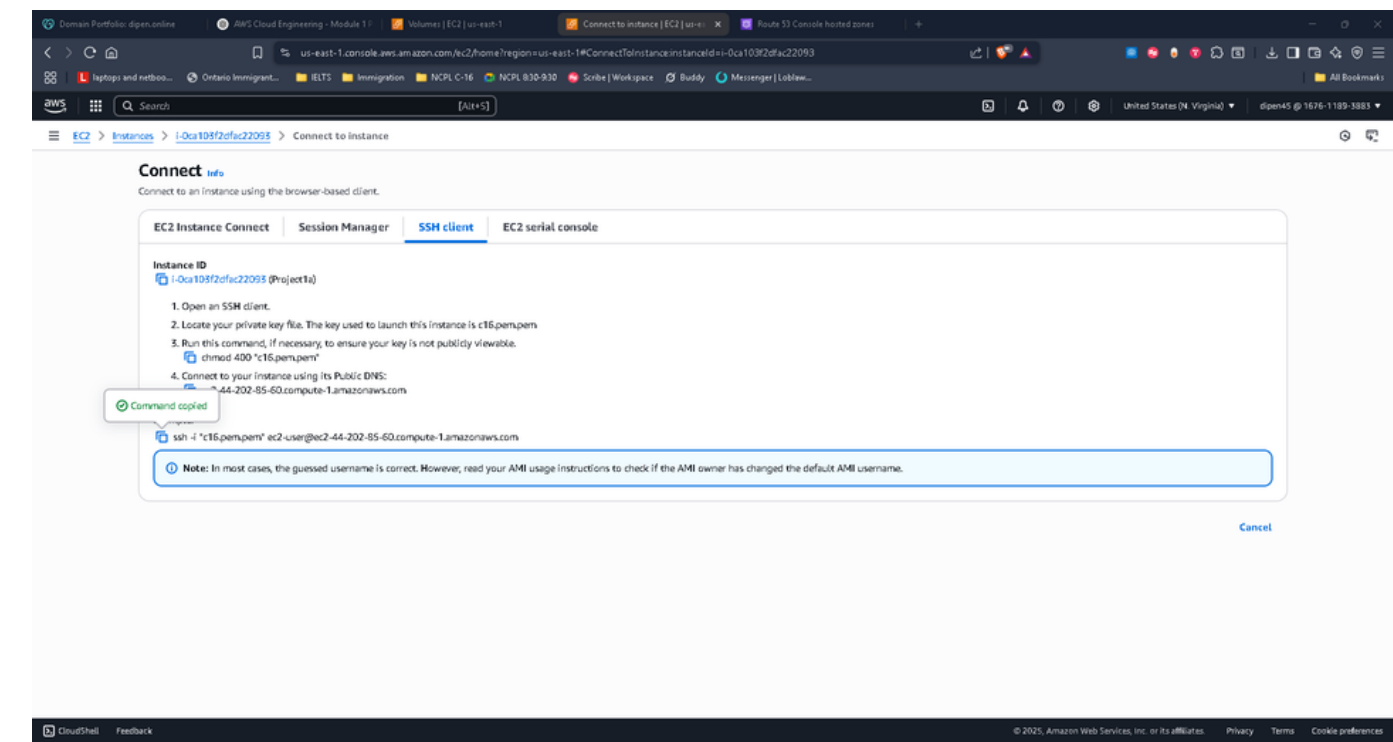 Domain Portfolio: dipen.online AWS Cloud Engineering - Module 1 Volumes | EC2 | us-east-1 Connect to instance | EC2 | us-e Route 53 Console hosted zones
us-east-1.console.aws.amazon.com/ec2/home?region=us-east-1#ConnectToInstance:instanceId=i-0ca103f2dfac22093
laptops and netboo... Ontario Immigrant... IELTS Immigration NCPL C-16 NCPL 830-930 Scribe | Workspace Buddy Messenger | Loblaw... All Bookmarks
aws Search [Alt+S] United States (N. Virginia) dipen45 @ 1676-1189-3883
EC2 > Instances > i-0ca103f2dfac22093 > Connect to instance
Connect Info
Connect to an instance using the browser-based client.
EC2 Instance Connect Session Manager SSH client EC2 serial console
Instance ID
i-0ca103f2dfac22093 (Project1a)
1. Open an SSH client.
2. Locate your private key file. The key used to launch this instance is c16.pem.pem
3. Run this command, if necessary, to ensure your key is not publicly viewable.
chmod 400 "c16.pem.pem"
4. Connect to your instance using its Public DNS:
2-44-202-85-60.compute-1.amazonaws.com
Command copied
ssh -i "c16.pem.pem" ec2-user@ec2-44-202-85-60.compute-1.amazonaws.com
Note: In most cases, the guessed username is correct. However, read your AMI usage instructions to check if the AMI owner has changed the default AMI username.
Cancel
CloudShell Feedback © 2025, Amazon Web Services, Inc. or its affiliates. Privacy Terms Cookie preferences